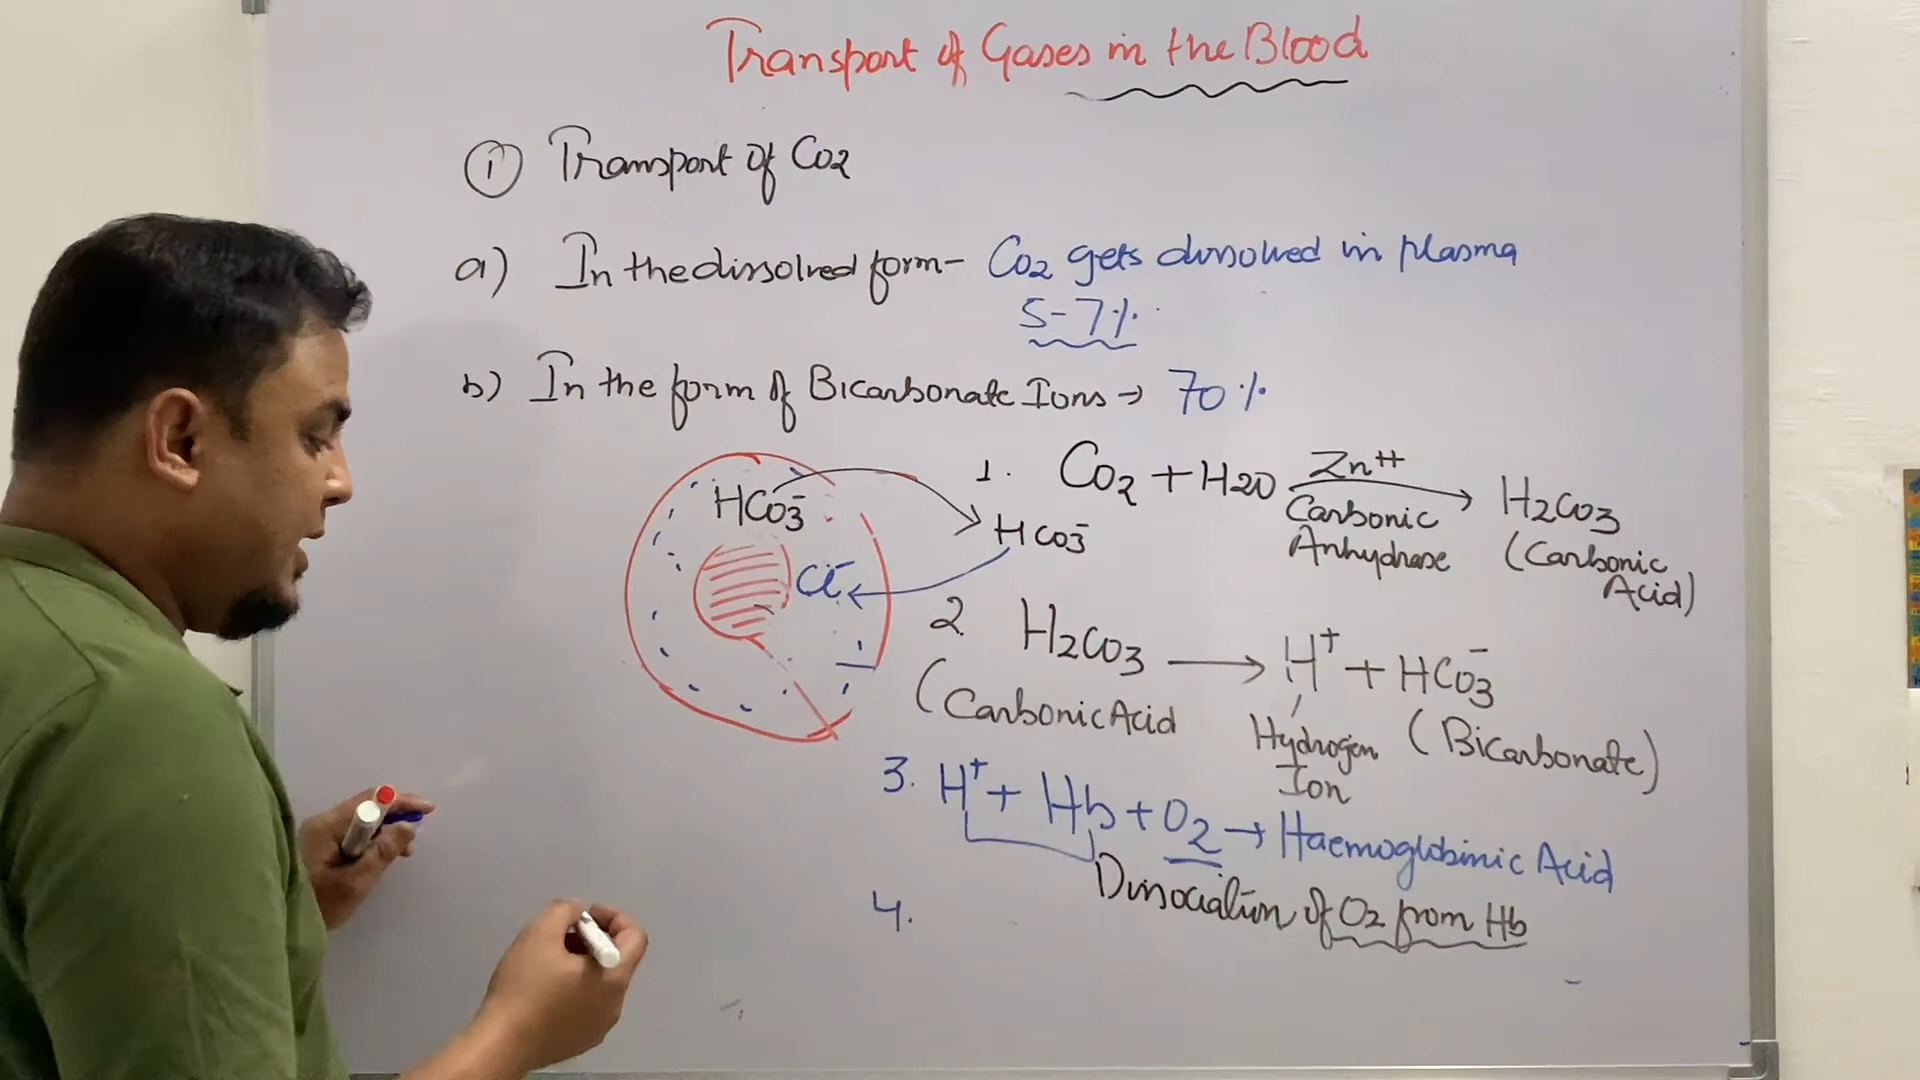 Transport of Gases in the Blood
① Transport of Co2
a) In the dissolved form - Co2 gets dissolved in plasma
5-7%
b) In the form of Bicarbonate Ions → 70%
HCo3⁻
HCo3⁻
Cl⁻
1. Co2 + H2O Zn++ → H2Co3
Carbonic
Anhydrase
(Carbonic
Acid)
2 H2Co3 → H+ + HCo3⁻
(Carbonic Acid
Hydrogen
Ion
(Bicarbonate)
3. H+ + Hb + O2 → Haemoglobinic Acid
Dissociation of O2 from Hb
4.